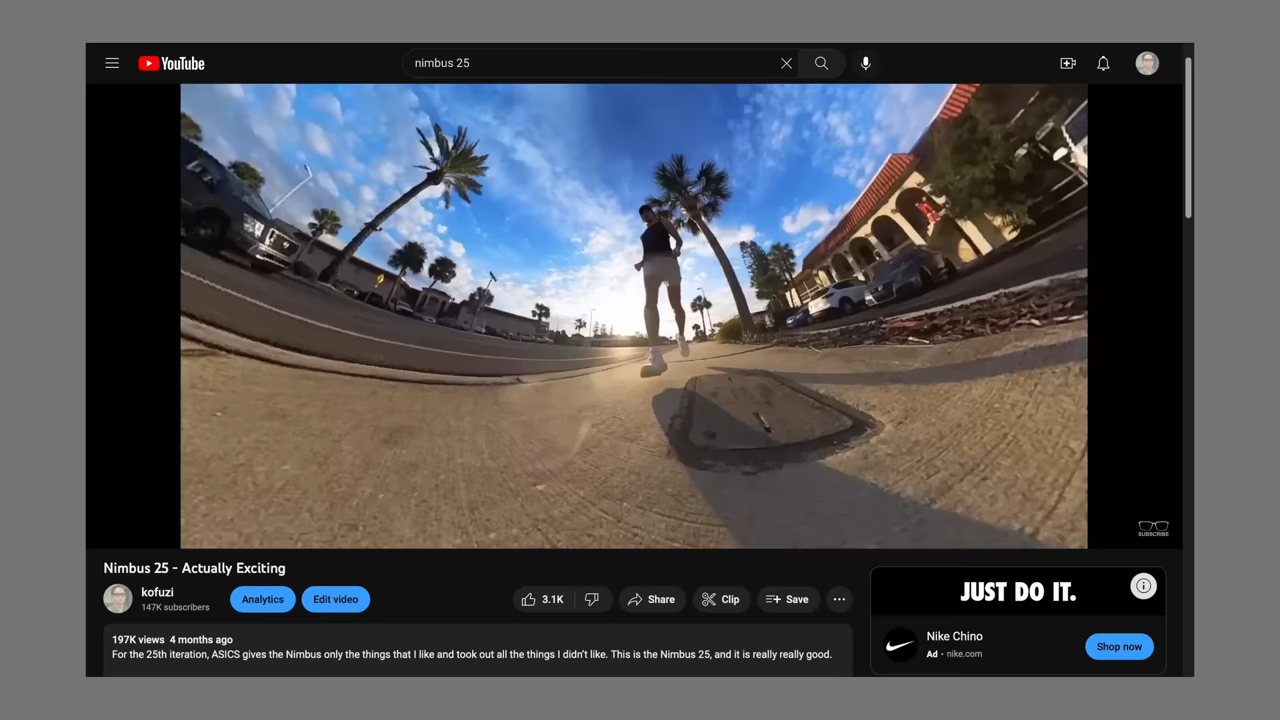 YouTube
nimbus 25
SUBSCRIBE
Nimbus 25 - Actually Exciting
kofuzi
147K subscribers
Analytics
Edit video
3.1K
Share
Clip
Save
197K views 4 months ago
For the 25th iteration, ASICS gives the Nimbus only the things that I like and took out all the things I didn't like. This is the Nimbus 25, and it is really really good.
JUST DO IT.
Nike Chino
Ad · nike.com
Shop now